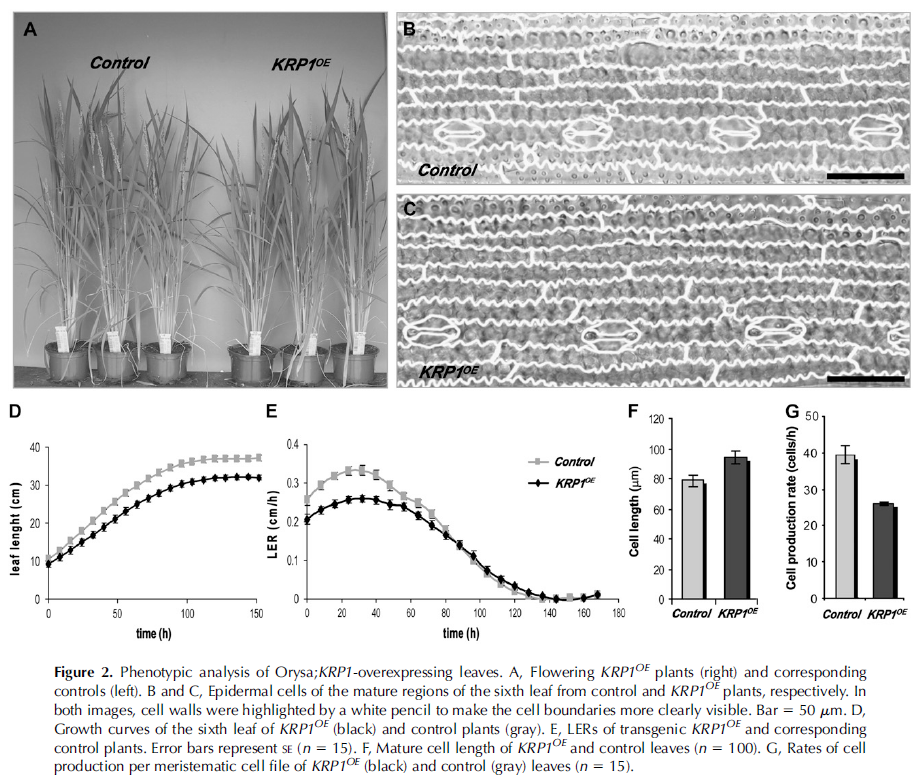 A
Control
KRP1OE
B
Control
C
KRP1OE
D
40
30
20
10
0
leaf lenght (cm)
0 50 100 150
time (h)
E
0.4
0.3
0.2
0.1
0
LER (cm/h)
0 20 40 60 80 100 120 140 160 180
time (h)
Control
KRP1OE
F
120
100
80
60
40
20
0
Cell length (µm)
Control KRP1OE
G
50
40
30
20
10
0
Cell production rate (cells/h)
Control KRP1OE
Figure 2. Phenotypic analysis of Orysa;KRP1-overexpressing leaves. A, Flowering KRP1OE plants (right) and corresponding
controls (left). B and C, Epidermal cells of the mature regions of the sixth leaf from control and KRP1OE plants, respectively. In
both images, cell walls were highlighted by a white pencil to make the cell boundaries more clearly visible. Bar = 50 µm. D,
Growth curves of the sixth leaf of KRP1OE (black) and control plants (gray). E, LERs of transgenic KRP1OE and corresponding
control plants. Error bars represent SE (n = 15). F, Mature cell length of KRP1OE and control leaves (n = 100). G, Rates of cell
production per meristematic cell file of KRP1OE (black) and control (gray) leaves (n = 15).